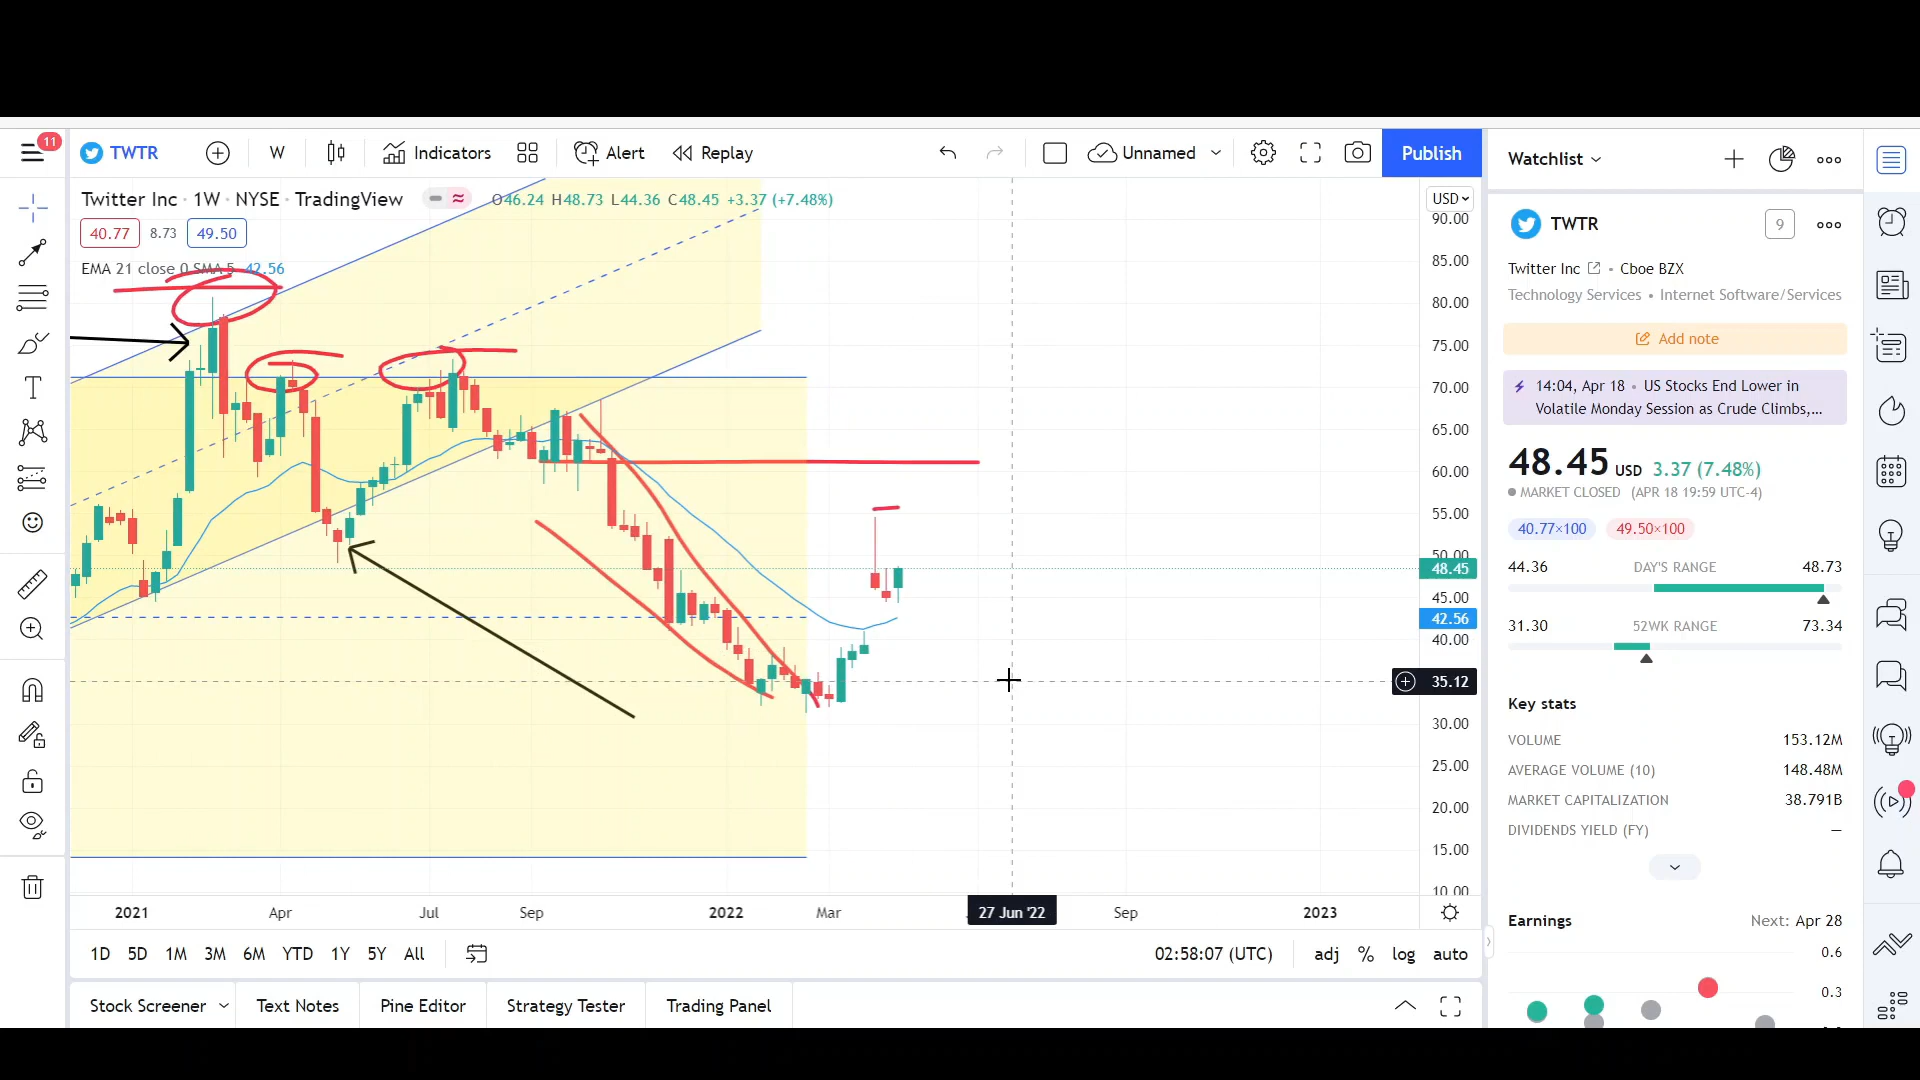 11
TWTR
W
Indicators
Alert
Replay
Unnamed
Publish
Watchlist
Twitter Inc · 1W · NYSE · TradingView
O46.24 H48.73 L44.36 C48.45 +3.37 (+7.48%)
USD
40.77 8.73 49.50
EMA 21 close 0 SMA 5 42.56
90.00
85.00
80.00
75.00
70.00
65.00
60.00
55.00
50.00
48.45
45.00
42.56
40.00
35.12
30.00
25.00
20.00
15.00
10.00
2021 Apr Jul Sep 2022 Mar 27 Jun '22 Sep 2023
1D 5D 1M 3M 6M YTD 1Y 5Y All
02:58:07 (UTC) adj % log auto
Stock Screener Text Notes Pine Editor Strategy Tester Trading Panel
TWTR 9
Twitter Inc • Cboe BZX
Technology Services • Internet Software/Services
Add note
14:04, Apr 18 • US Stocks End Lower in
Volatile Monday Session as Crude Climbs,...
48.45 USD 3.37 (7.48%)
MARKET CLOSED (APR 18 19:59 UTC-4)
40.77×100 49.50×100
44.36 DAY'S RANGE 48.73
31.30 52WK RANGE 73.34
Key stats
VOLUME 153.12M
AVERAGE VOLUME (10) 148.48M
MARKET CAPITALIZATION 38.791B
DIVIDENDS YIELD (FY) —
Earnings Next: Apr 28
0.6
0.3